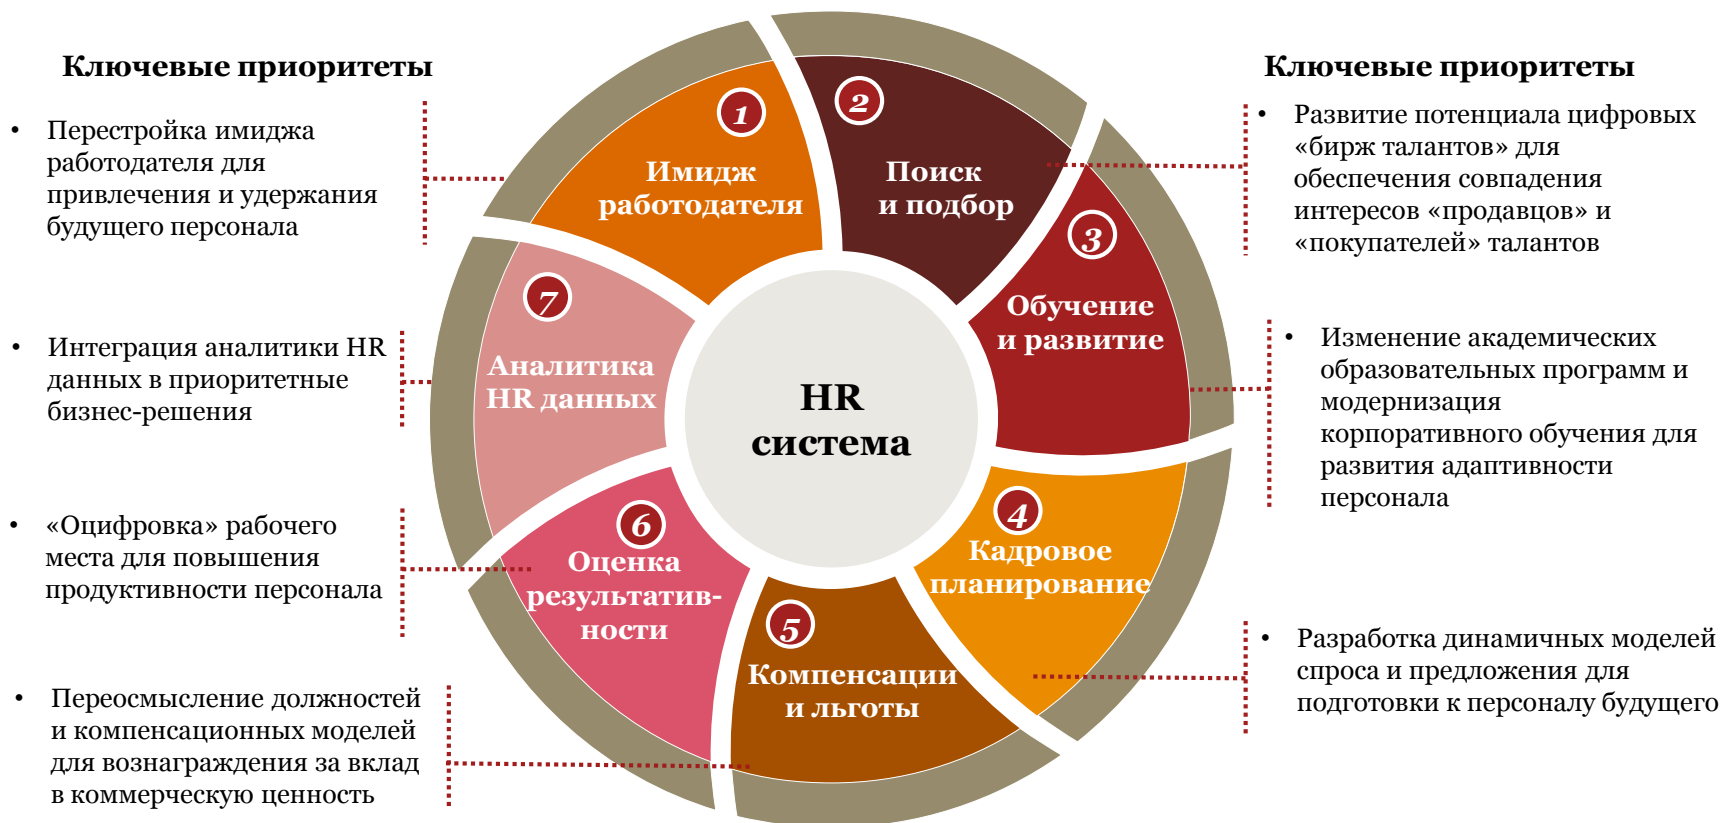 Ключевые приоритеты
• Перестройка имиджа
работодателя для
привлечения и удержания
будущего персонала
• Интеграция аналитики HR
данных в приоритетные
бизнес-решения
• «Оцифровка» рабочего
места для повышения
продуктивности персонала
• Переосмысление должностей
и компенсационных моделей
для вознаграждения за вклад
в коммерческую ценность
1
Имидж
работодателя
2
Поиск
и подбор
3
Обучение
и развитие
4
Кадровое
планирование
5
Компенсации
и льготы
6
Оценка
результатив-
ности
7
Аналитика
HR данных
HR
система
Ключевые приоритеты
• Развитие потенциала цифровых
«бирж талантов» для
обеспечения совпадения
интересов «продавцов» и
«покупателей» талантов
• Изменение академических
образовательных программ и
модернизация
корпоративного обучения для
развития адаптивности
персонала
• Разработка динамичных моделей
спроса и предложения для
подготовки к персоналу будущего